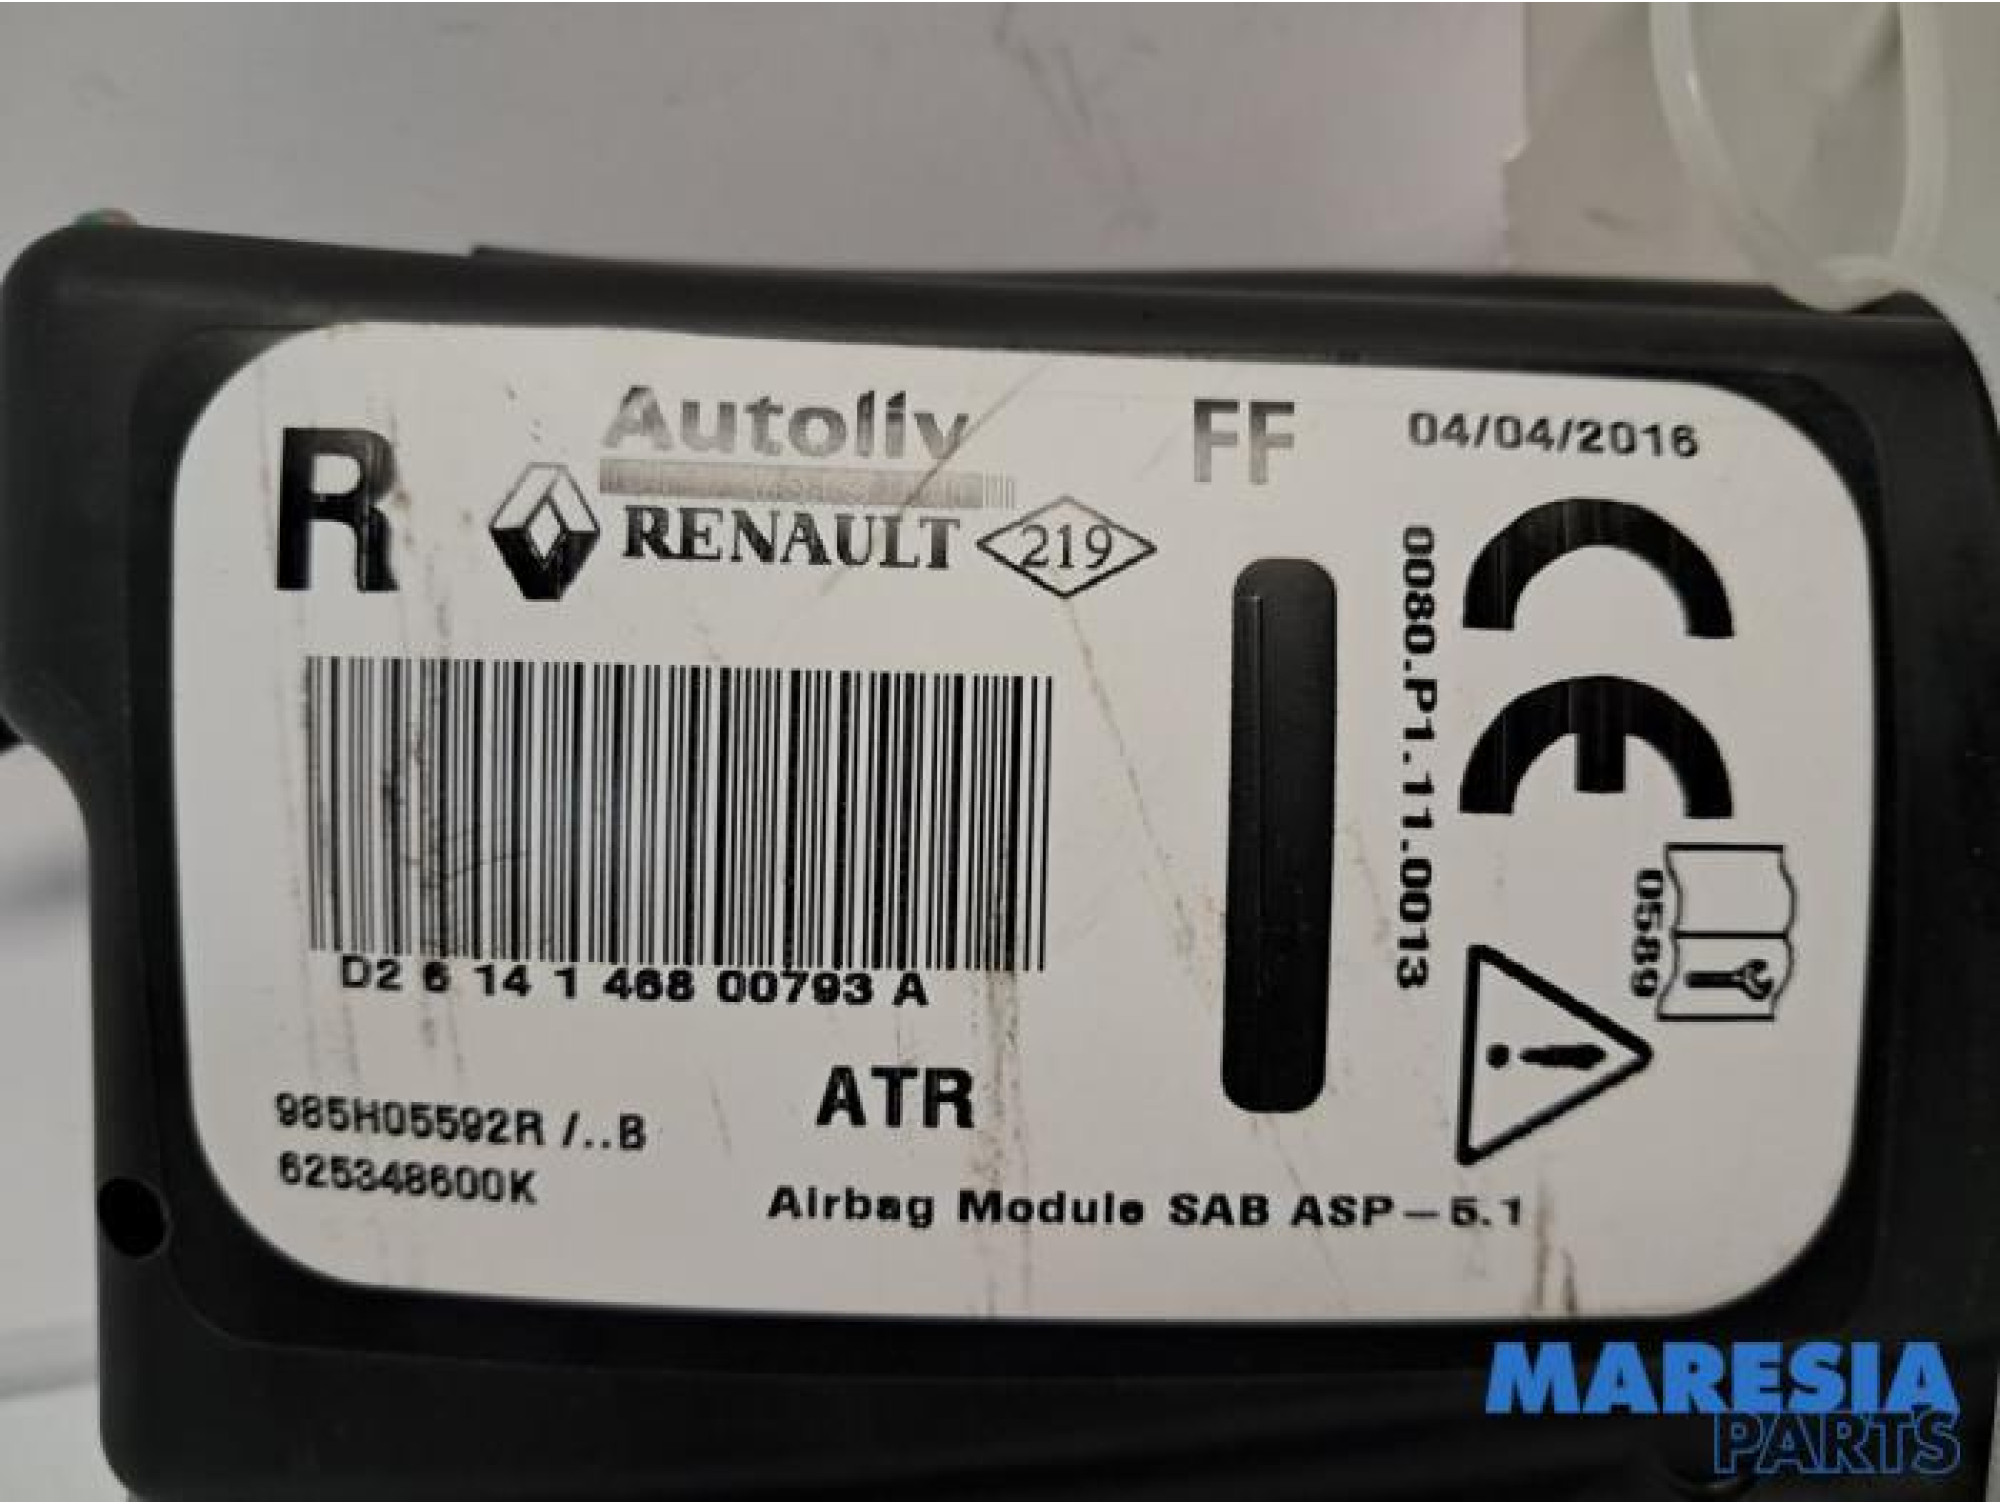 R
Autoliv
FF
04/04/2016
RENAULT
219
0080.P1.11.0013
CE
0589
D2 6 14 1 468 00793 A
ATR
985H05592R /..B
625348600K
Airbag Module SAB ASP-5.1
MARESIA
PARTS